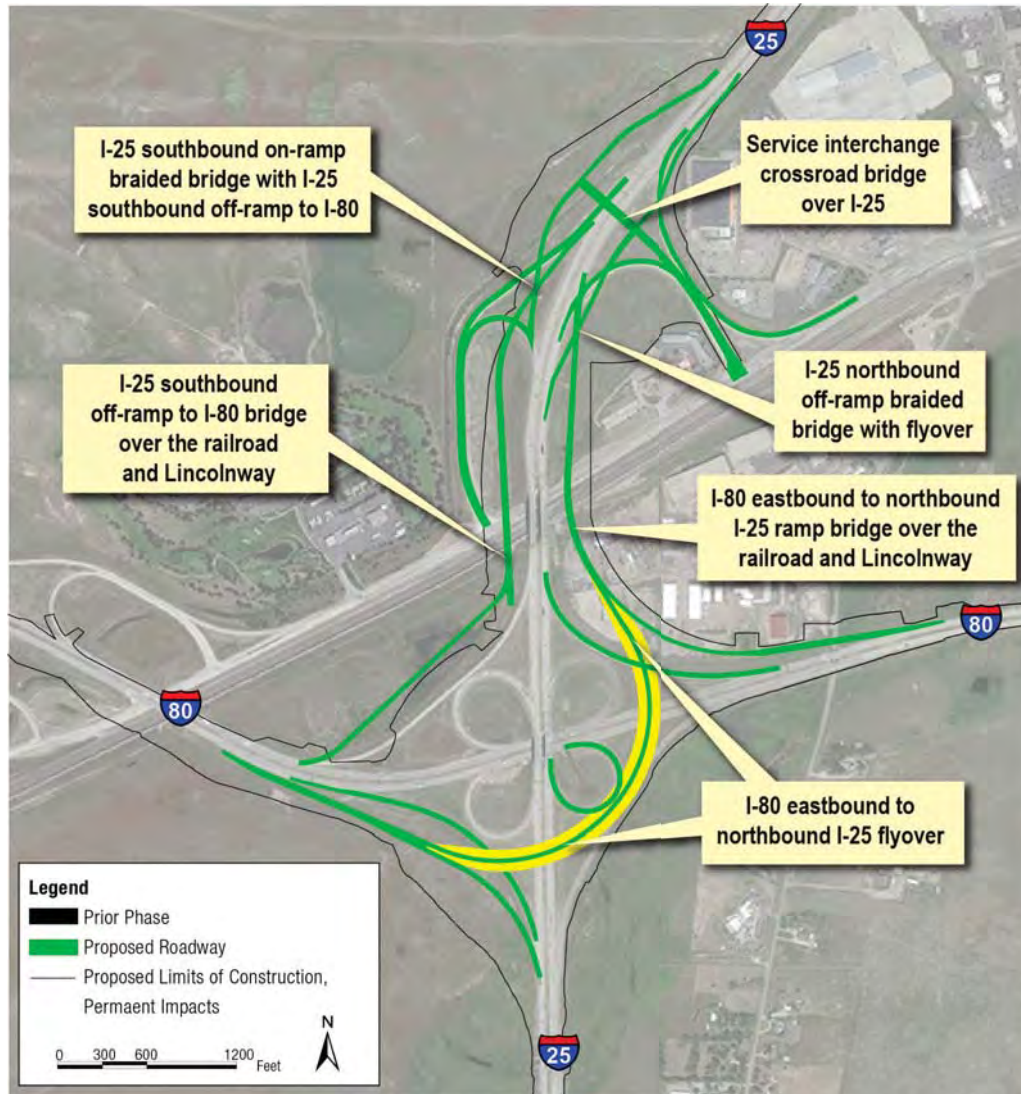 25
I-25 southbound on-ramp
braided bridge with I-25
southbound off-ramp to I-80
Service interchange
crossroad bridge
over I-25
I-25 southbound
off-ramp to I-80 bridge
over the railroad
and Lincolnway
I-25 northbound
off-ramp braided
bridge with flyover
I-80 eastbound to northbound
I-25 ramp bridge over the
railroad and Lincolnway
80
80
I-80 eastbound to
northbound I-25 flyover
Legend
Prior Phase
Proposed Roadway
Proposed Limits of Construction,
Permaent Impacts
N
0 300 600 1200
Feet
25